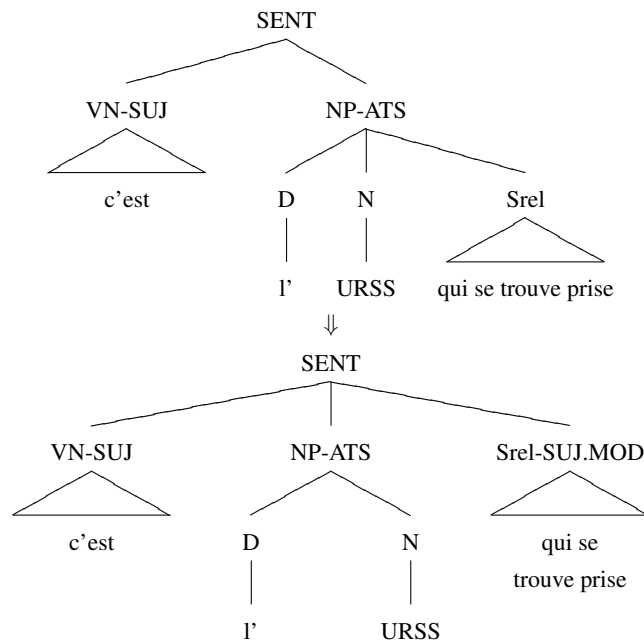 SENT
VN-SUJ NP-ATS
c'est D N Srel
l' URSS qui se trouve prise
⇓
SENT
VN-SUJ NP-ATS Srel-SUJ.MOD
c'est D N qui se
trouve prise
l' URSS